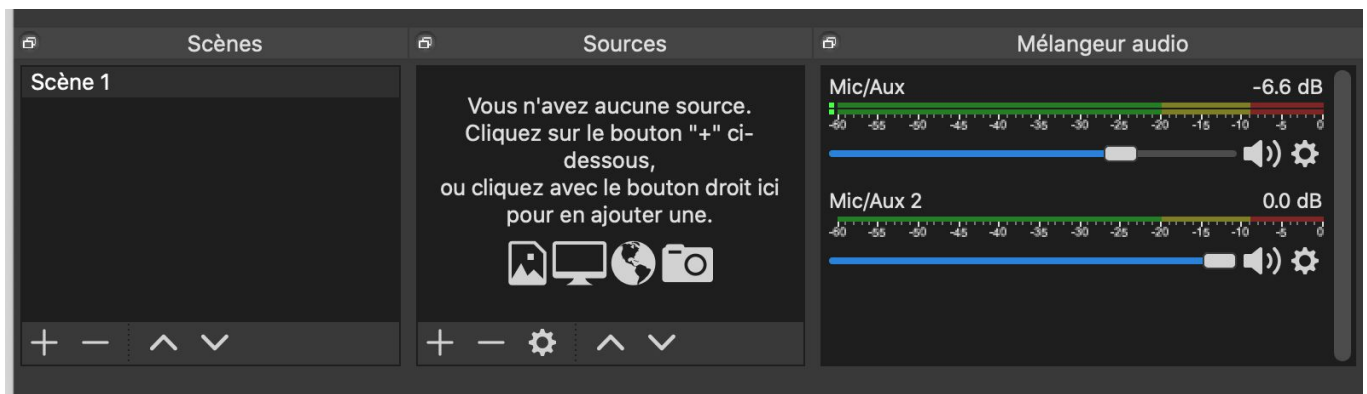 Scènes
Sources
Mélangeur audio
Scène 1
Vous n'avez aucune source.
Cliquez sur le bouton "+" ci-
dessous,
ou cliquez avec le bouton droit ici
pour en ajouter une.
Mic/Aux
-6.6 dB
-60 -55 -50 -45 -40 -35 -30 -25 -20 -15 -10 -5 0
Mic/Aux 2
0.0 dB
-60 -55 -50 -45 -40 -35 -30 -25 -20 -15 -10 -5 0